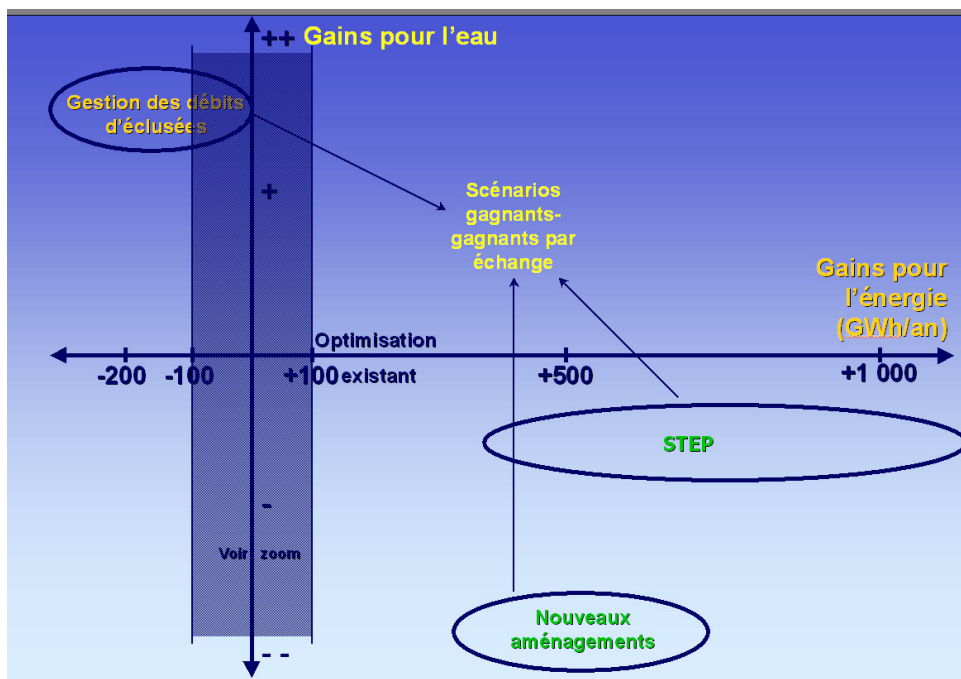 ++ Gains pour l'eau
Gestion des débits
d'éclusées
+
Scénarios
gagnants-
gagnants par
échange
Gains pour
l'énergie
(GWh/an)
Optimisation
existant
-200
-100
+100
+500
+1 000
STEP
-
Voir zoom
Nouveaux
aménagements
- -